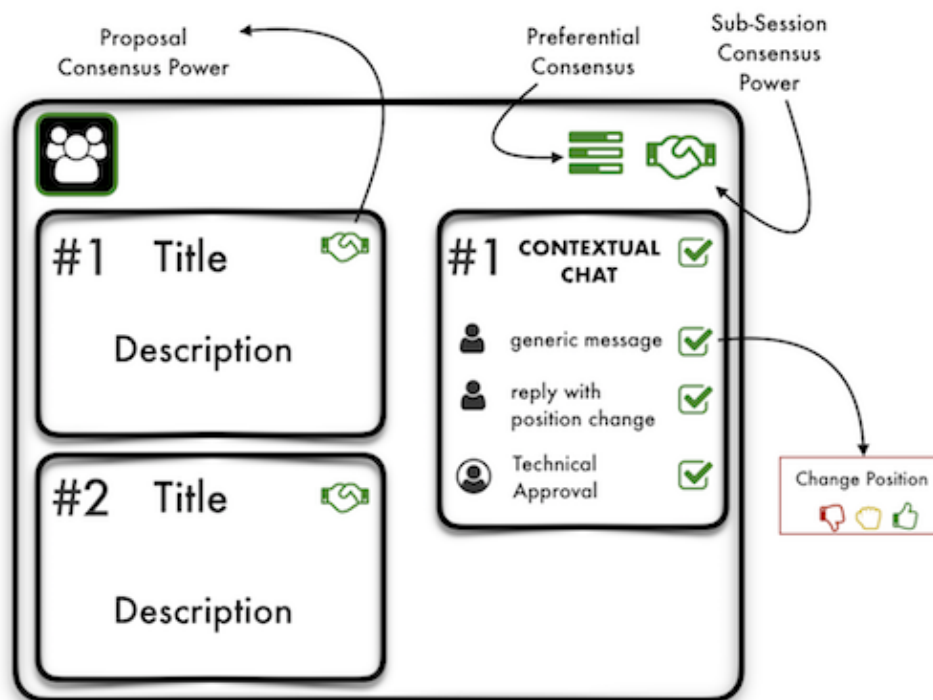 Proposal
Consensus Power
Preferential
Consensus
Sub-Session
Consensus
Power
#1 Title
Description
#1 CONTEXTUAL
CHAT
generic message
reply with
position change
Technical
Approval
Change Position
#2 Title
Description